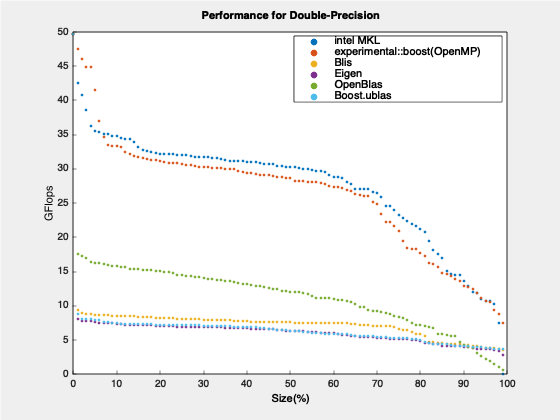 Performance for Double-Precision
50
45
40
35
30
25
20
15
10
5
0
GFlops
intel MKL
experimental::boost(OpenMP)
Blis
Eigen
OpenBlas
Boost.ublas
0 10 20 30 40 50 60 70 80 90 100
Size(%)